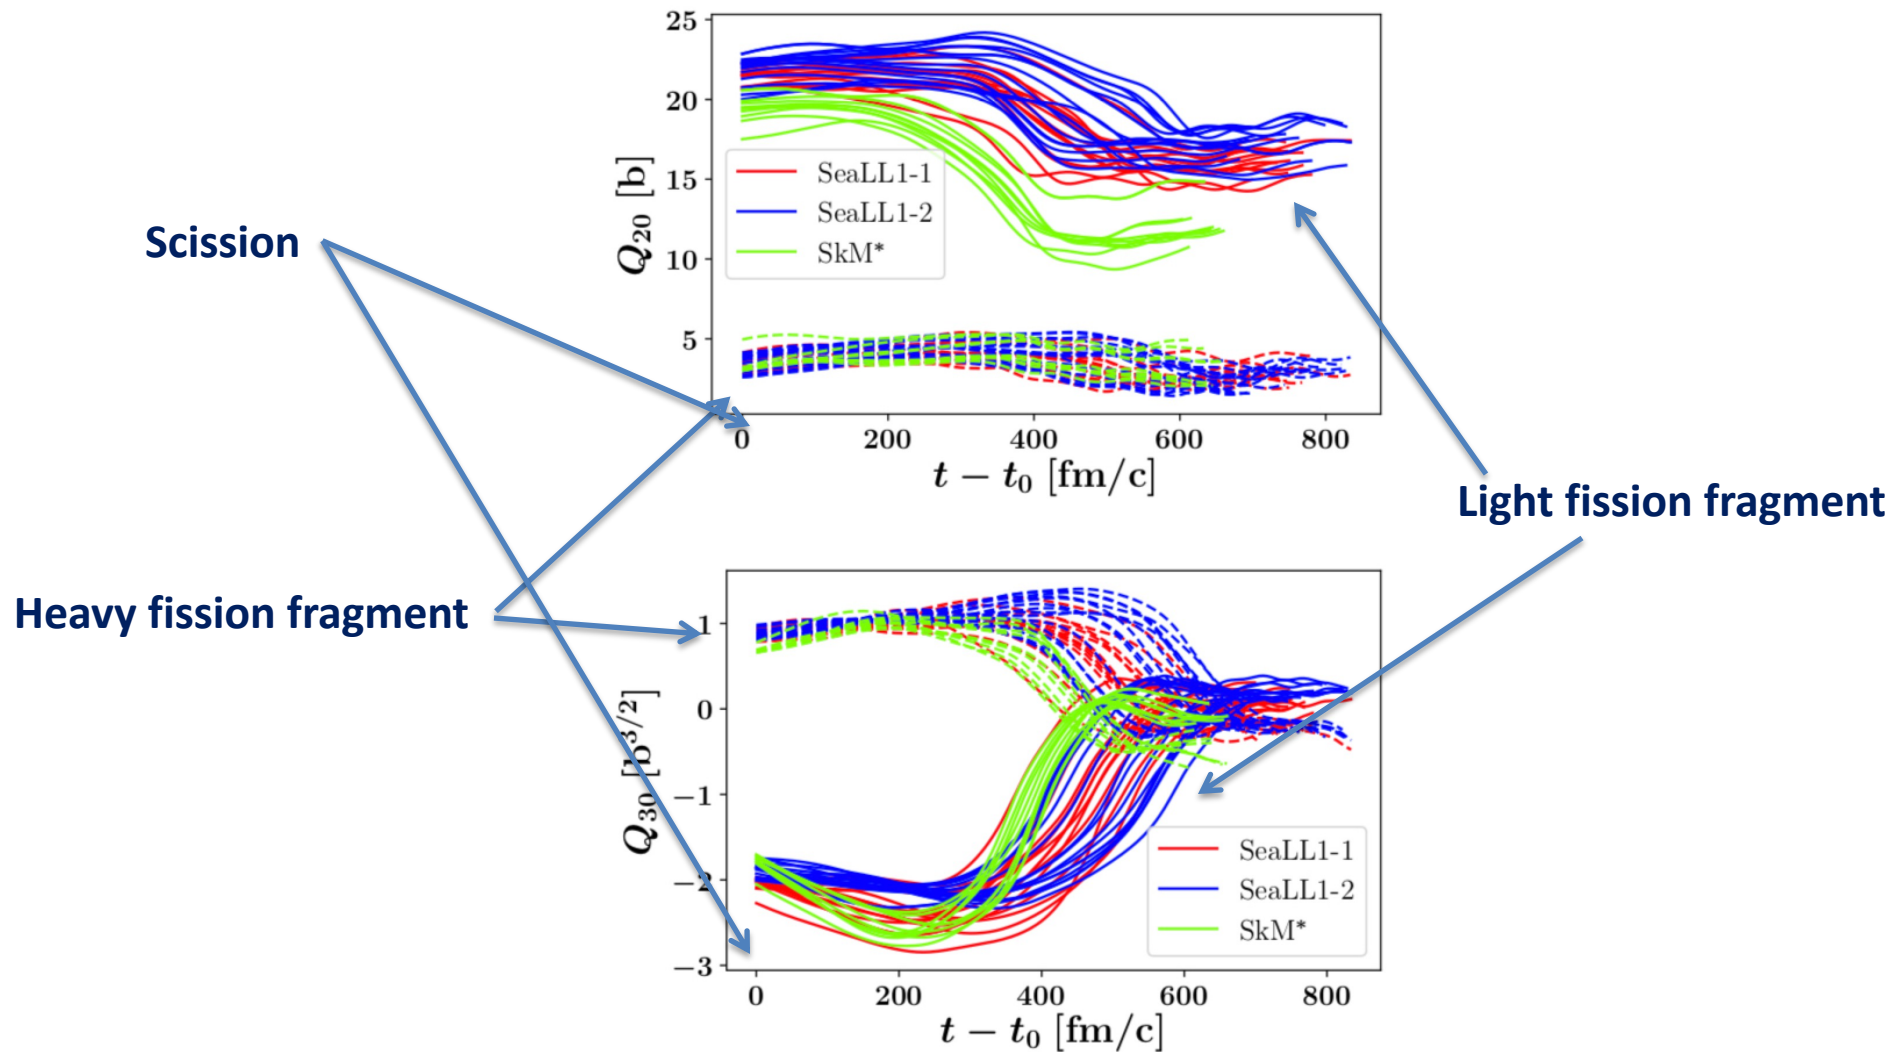 25
20
15
10
5
Q20 [b]
SeaLL1-1
SeaLL1-2
SkM*
0 200 400 600 800
t − t0 [fm/c]
Scission
Light fission fragment
Heavy fission fragment
1
0
−1
−2
−3
Q30 [b3/2]
SeaLL1-1
SeaLL1-2
SkM*
0 200 400 600 800
t − t0 [fm/c]